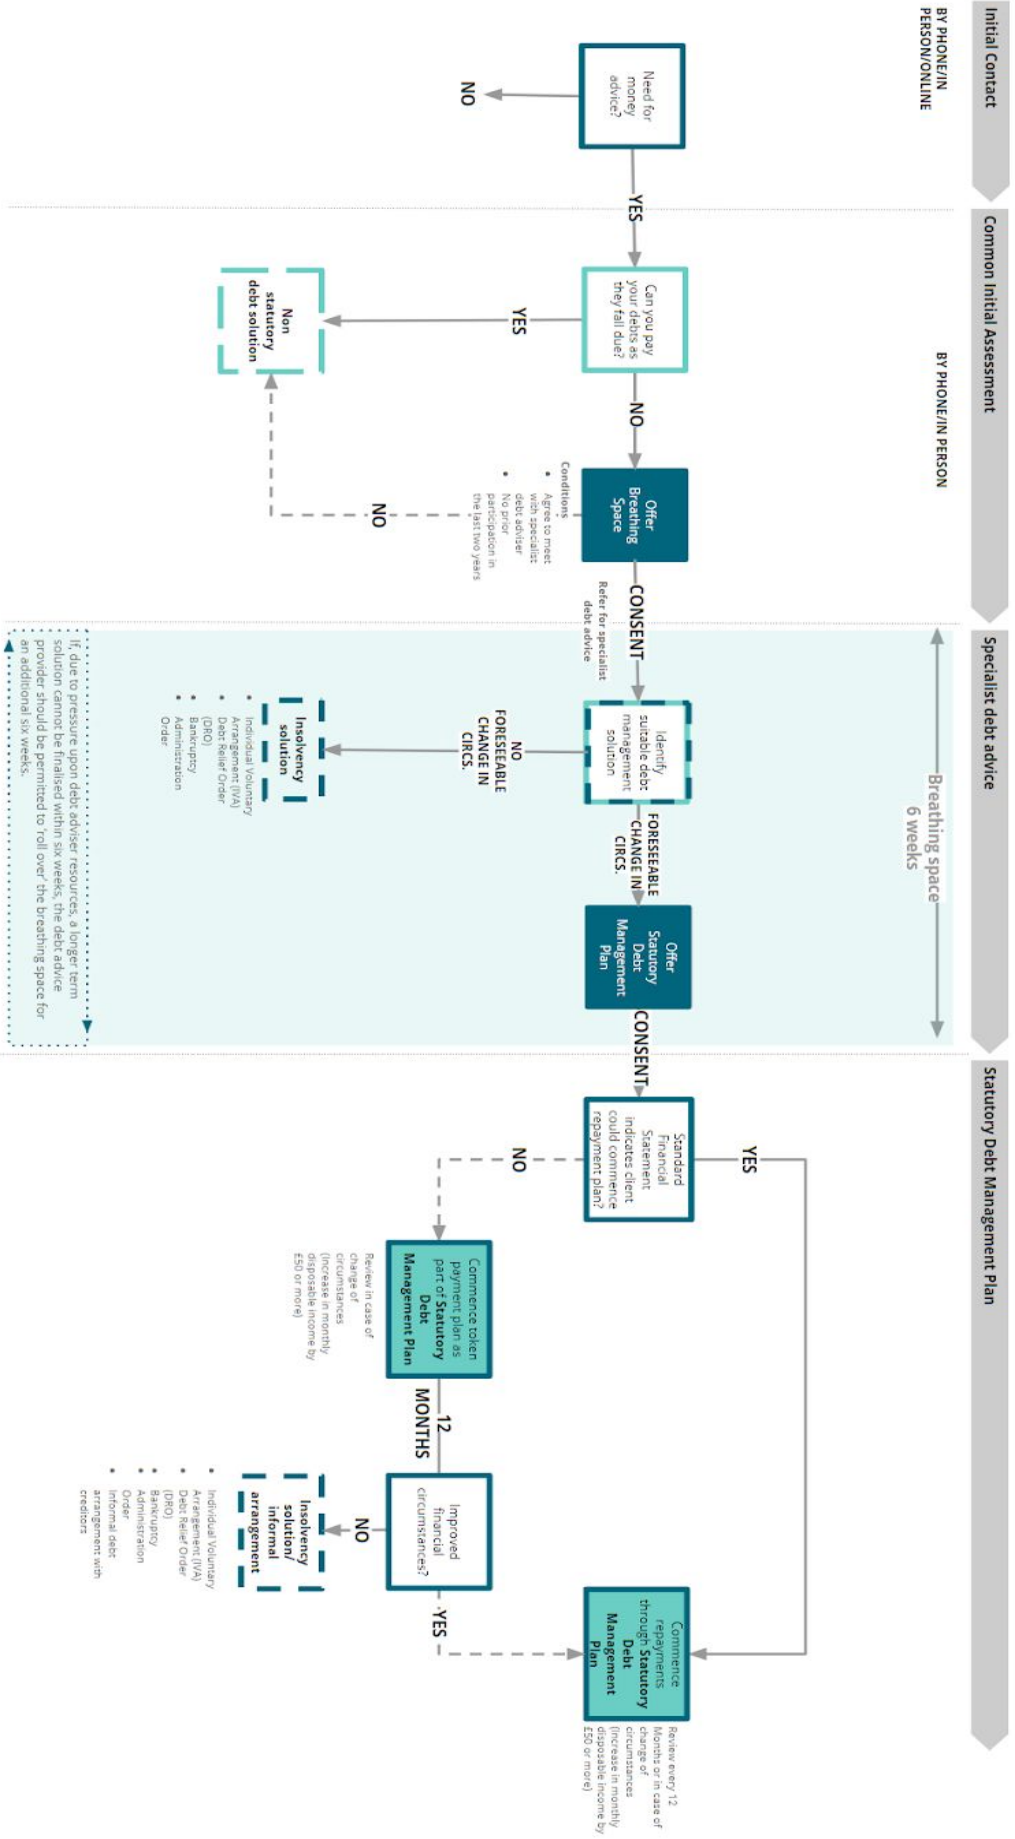 Initial Contact
Common Initial Assessment
Specialist debt advice
Statutory Debt Management Plan
BY PHONE/IN
PERSON/ONLINE
BY PHONE/IN PERSON
Breathing space
6 weeks
Need for
money
advice?
NO
YES
Can you pay
your debts as
they fall due?
YES
Non
statutory
debt solution
NO
Offer
Breathing
Space
Conditions
• Agree to meet
with specialist
debt adviser
• No prior
participation in
the last two years
NO
CONSENT
Refer for specialist
debt advice
Identify
suitable debt
management
solution
NO
FORESEEABLE
CHANGE IN
CIRCS.
Insolvency
solution
• Individual Voluntary
Arrangement (IVA)
• Debt Relief Order
(DRO)
• Bankruptcy
• Administration
Order
FORESEEABLE
CHANGE IN
CIRCS.
Offer
Statutory
Debt
Management
Plan
If, due to pressure upon debt adviser resources, a longer term
solution cannot be finalised within six weeks, the debt advice
provider should be permitted to 'roll over' the breathing space for
an additional six weeks.
CONSENT
Standard
Financial
Statement
indicates client
could commence
repayment plan?
YES
NO
Commence token
payment plan as
part of Statutory
Debt
Management Plan
Review in case of
change of
circumstances
(Increase in monthly
disposable income by
£50 or more)
12
MONTHS
Improved
financial
circumstances?
NO
Insolvency
solution/
informal
arrangement
• Individual Voluntary
Arrangement (IVA)
• Debt Relief Order
(DRO)
• Bankruptcy
• Administration
Order
• Informal debt
arrangement with
creditors
YES
Commence
repayments
through Statutory
Debt
Management
Plan
Review every 12
Months or in case of
change of
circumstances
(Increase in monthly
disposable income by
£50 or more)